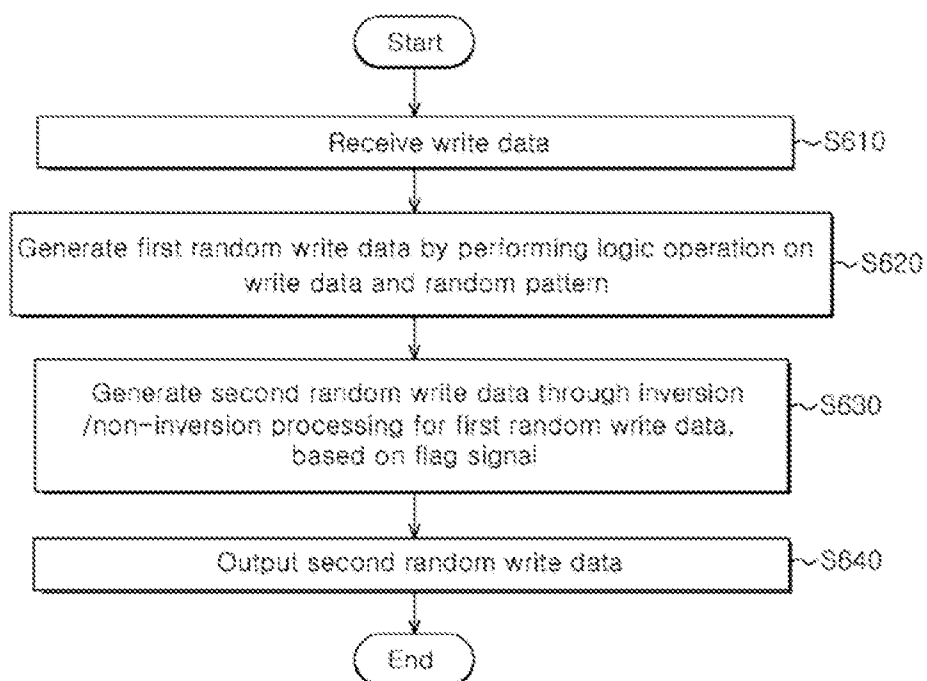 Start
Receive write data
S610
Generate first random write data by performing logic operation on
write data and random pattern
S620
Generate second random write data through inversion
/non-inversion processing for first random write data,
based on flag signal
S630
Output second random write data
S640
End